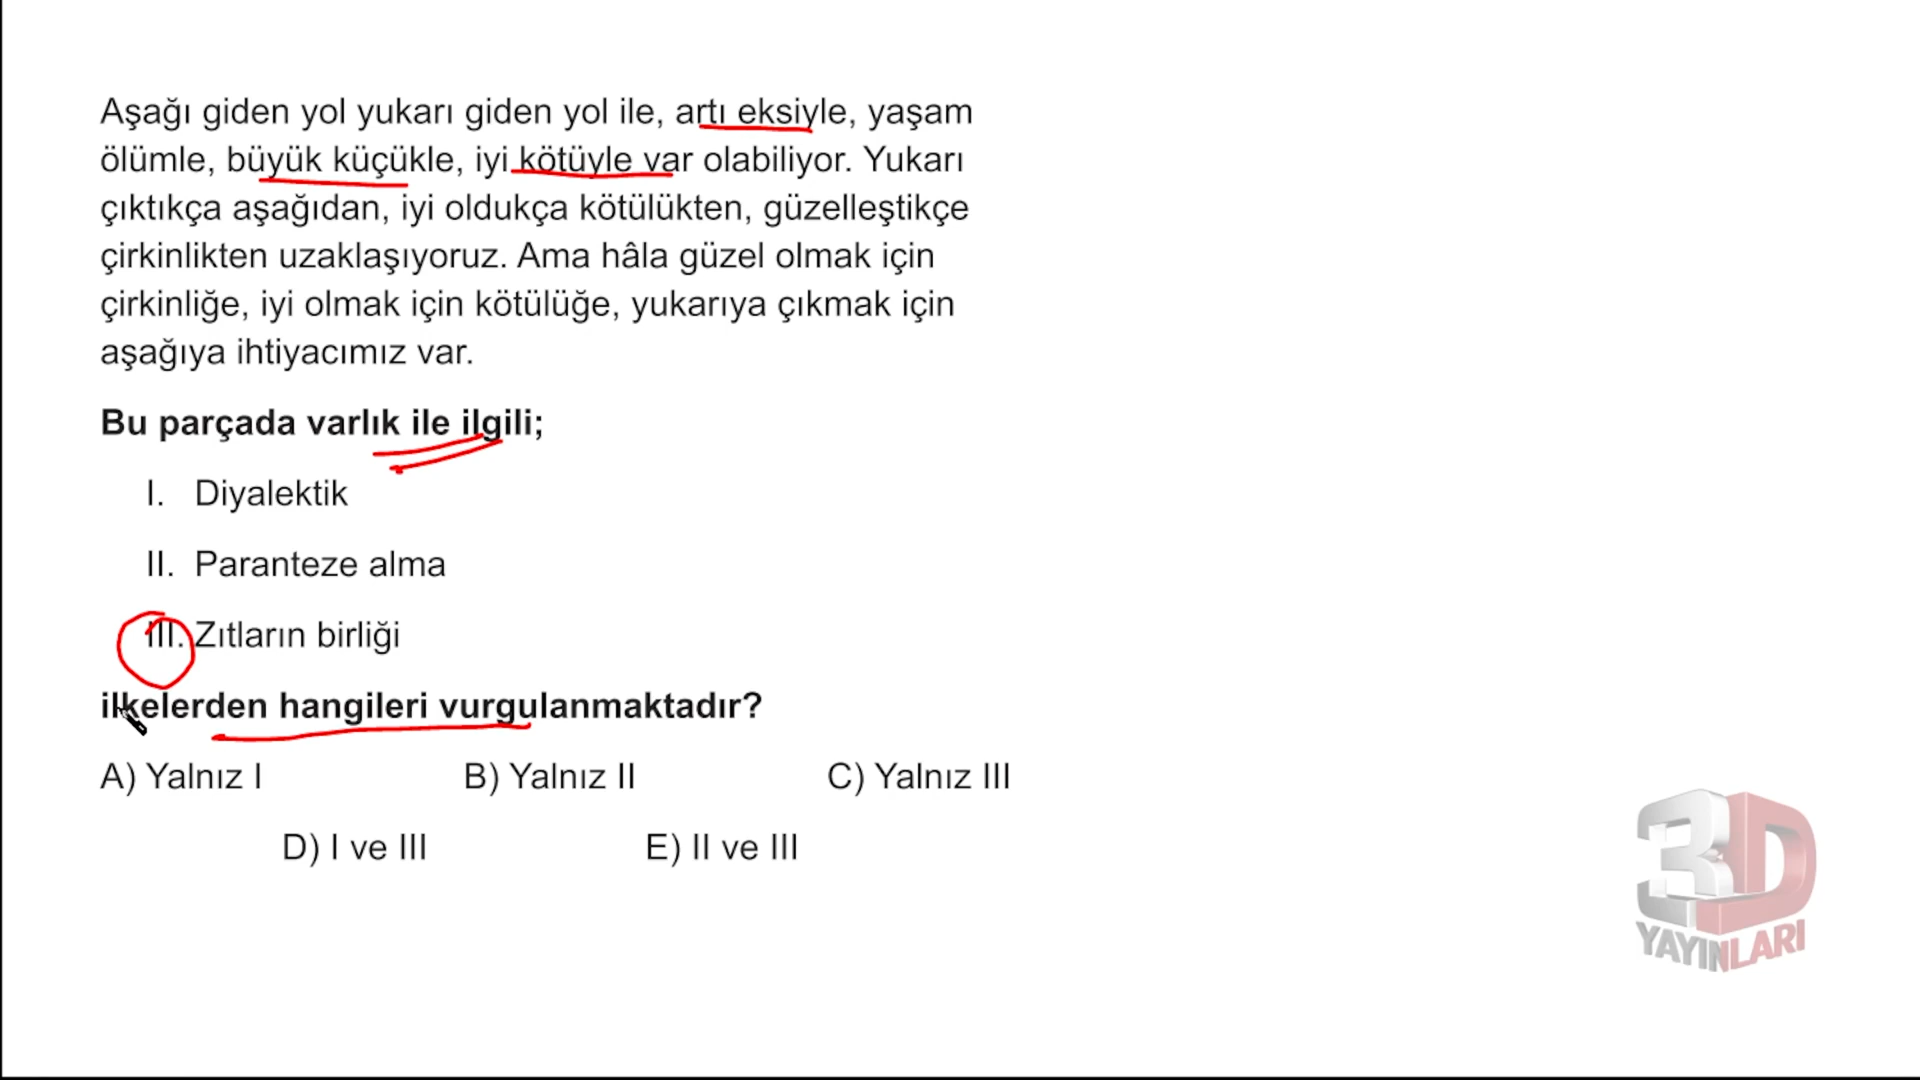 Aşağı giden yol yukarı giden yol ile, artı eksiyle, yaşam
ölümle, büyük küçükle, iyi kötüyle var olabiliyor. Yukarı
çıktıkça aşağıdan, iyi oldukça kötülükten, güzelleştikçe
çirkinlikten uzaklaşıyoruz. Ama hâla güzel olmak için
çirkinliğe, iyi olmak için kötülüğe, yukarıya çıkmak için
aşağıya ihtiyacımız var.
Bu parçada varlık ile ilgili;
I. Diyalektik
II. Paranteze alma
III. Zıtların birliği
ilkelerden hangileri vurgulanmaktadır?
A) Yalnız I B) Yalnız II C) Yalnız III
D) I ve III E) II ve III
3D
YAYINLARI